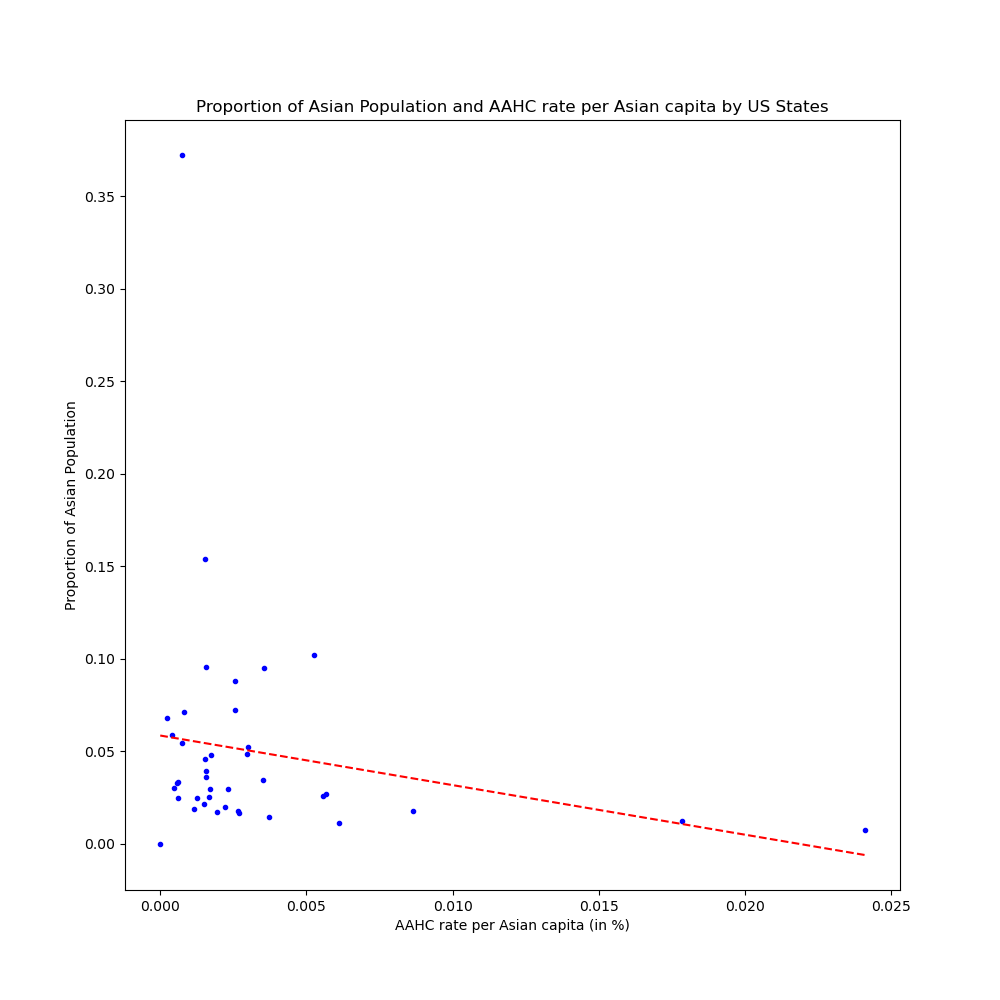 Proportion of Asian Population and AAHC rate per Asian capita by US States
0.35
0.30
0.25
0.20
0.15
0.10
0.05
0.00
Proportion of Asian Population
0.000 0.005 0.010 0.015 0.020 0.025
AAHC rate per Asian capita (in %)